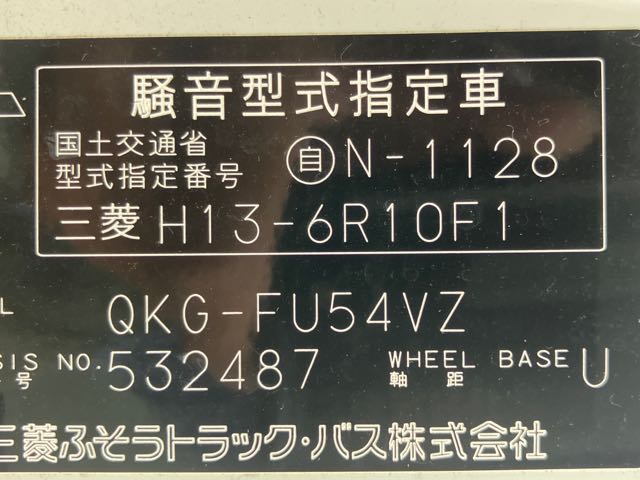 騒音型式指定車
国土交通省
型式指定番号 自N-1128
三菱 H13-6R10F1
QKG-FU54VZ
NO. 532487 WHEEL BASE U
号 軸距
三菱ふそうトラック・バス株式会社